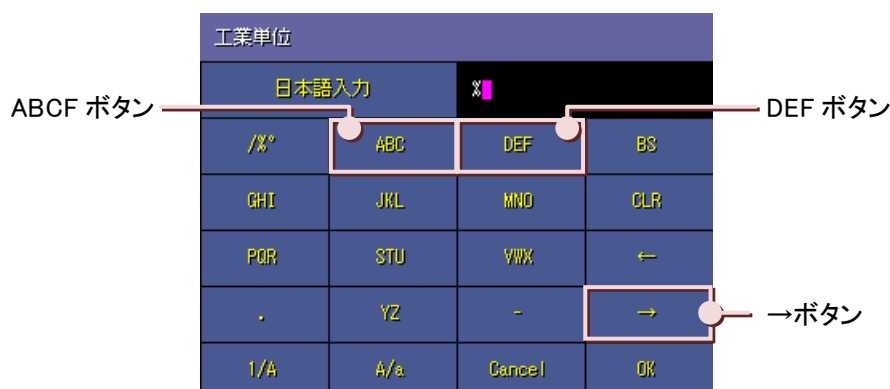 工業単位
日本語入力 %
ABCF ボタン DEF ボタン
/%° ABC DEF BS
GHI JKL MNO CLR
PQR STU VWX ←
. YZ - →
→ボタン
1/A A/a Cancel OK